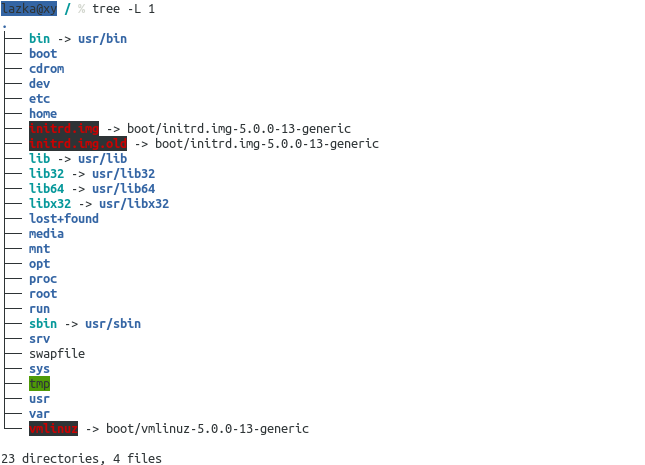 lazka@xy / % tree -L 1
.
├── bin -> usr/bin
├── boot
├── cdrom
├── dev
├── etc
├── home
├── initrd.img -> boot/initrd.img-5.0.0-13-generic
├── initrd.img.old -> boot/initrd.img-5.0.0-13-generic
├── lib -> usr/lib
├── lib32 -> usr/lib32
├── lib64 -> usr/lib64
├── libx32 -> usr/libx32
├── lost+found
├── media
├── mnt
├── opt
├── proc
├── root
├── run
├── sbin -> usr/sbin
├── srv
├── swapfile
├── sys
├── tmp
├── usr
├── var
└── vmlinuz -> boot/vmlinuz-5.0.0-13-generic

23 directories, 4 files